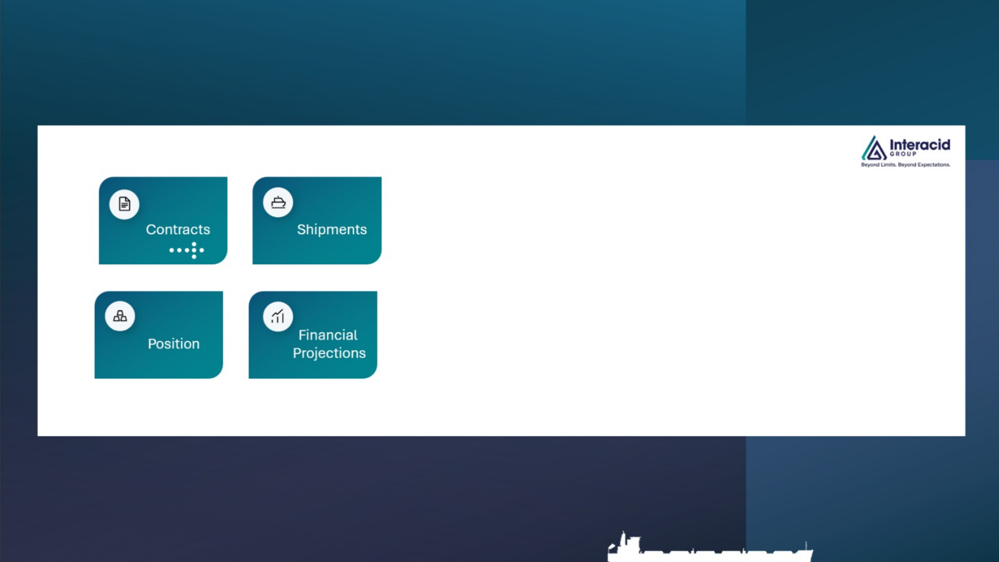 Interacid
GROUP
Beyond Limits. Beyond Expectations.
Contracts
Shipments
Position
Financial
Projections